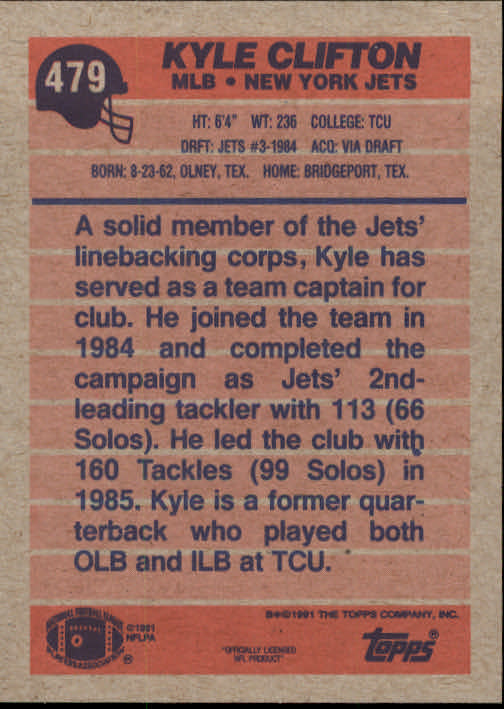 479
KYLE CLIFTON
MLB • NEW YORK JETS
HT: 6'4" WT: 236 COLLEGE: TCU
DRFT: JETS #3-1984 ACQ: VIA DRAFT
BORN: 8-23-62, OLNEY, TEX. HOME: BRIDGEPORT, TEX.
A solid member of the Jets'
linebacking corps, Kyle has
served as a team captain for
club. He joined the team in
1984 and completed the
campaign as Jets' 2nd-
leading tackler with 113 (66
Solos). He led the club with
160 Tackles (99 Solos) in
1985. Kyle is a former quar-
terback who played both
OLB and ILB at TCU.
©1991
NFLPA
®
®©1991 THE TOPPS COMPANY, INC.
"OFFICIALLY LICENSED
NFL PRODUCT"
topps®